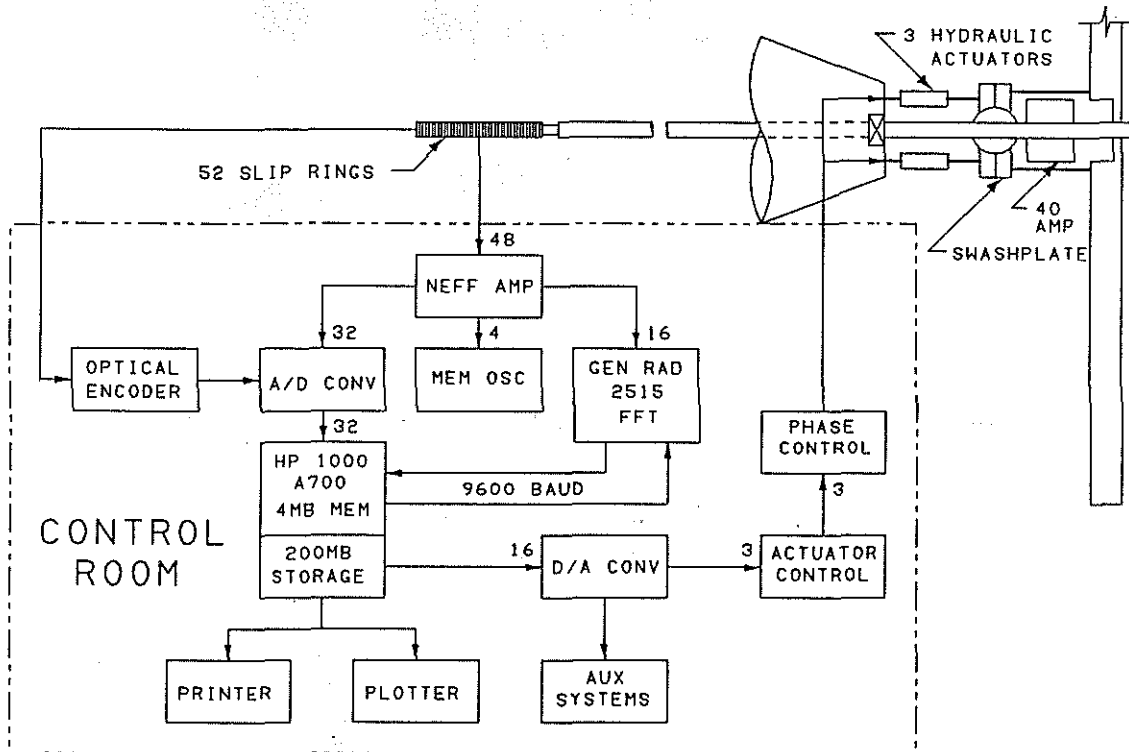 3 HYDRAULIC
ACTUATORS
52 SLIP RINGS
40
AMP
SWASHPLATE
48
NEFF AMP
32
4
16
OPTICAL
ENCODER
A/D CONV
MEM OSC
GEN RAD
2515
FFT
32
PHASE
CONTROL
HP 1000
A700
4MB MEM
9600 BAUD
3
CONTROL
ROOM
200MB
STORAGE
16
D/A CONV
3
ACTUATOR
CONTROL
PRINTER
PLOTTER
AUX
SYSTEMS